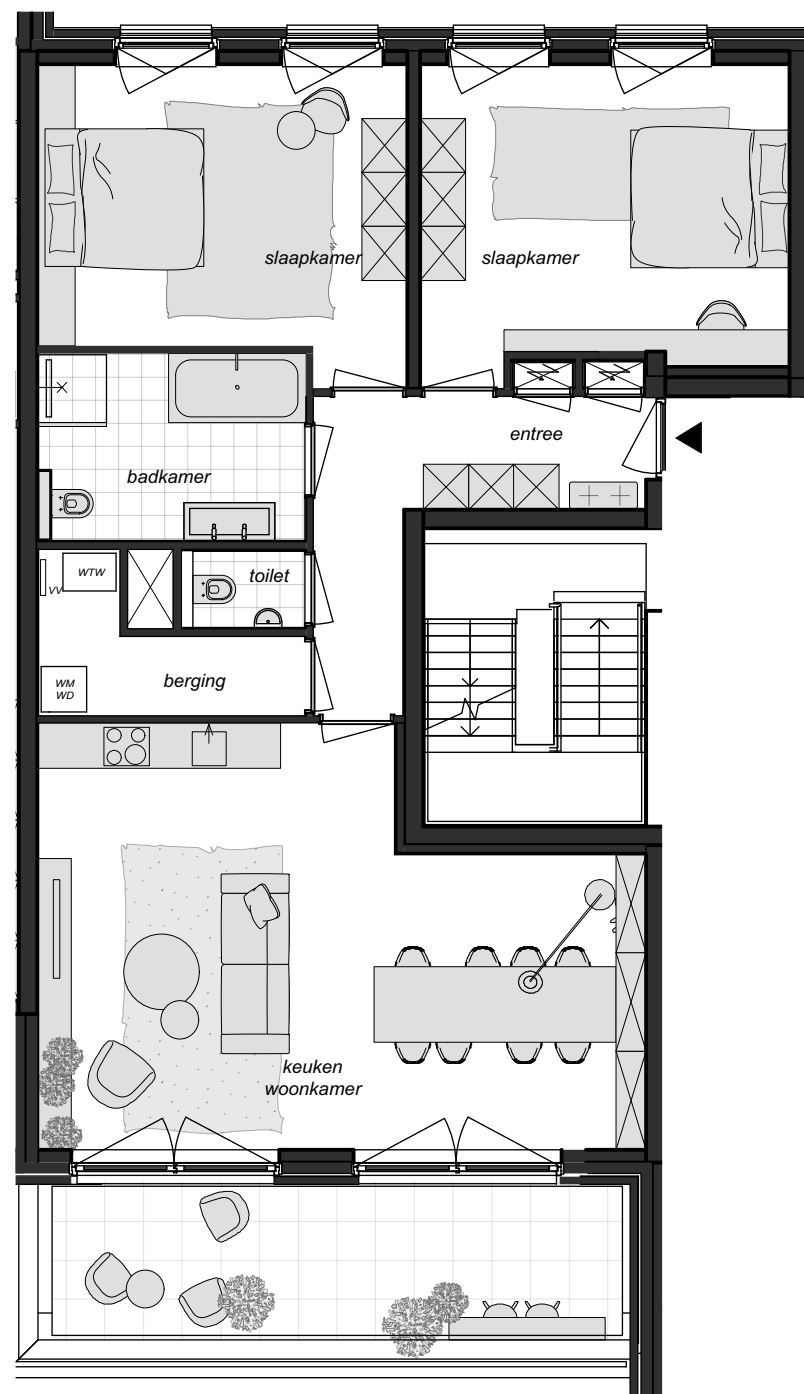 slaapkamer
slaapkamer
entree
badkamer
toilet
WTW
VV
berging
WM
WD
keuken
woonkamer